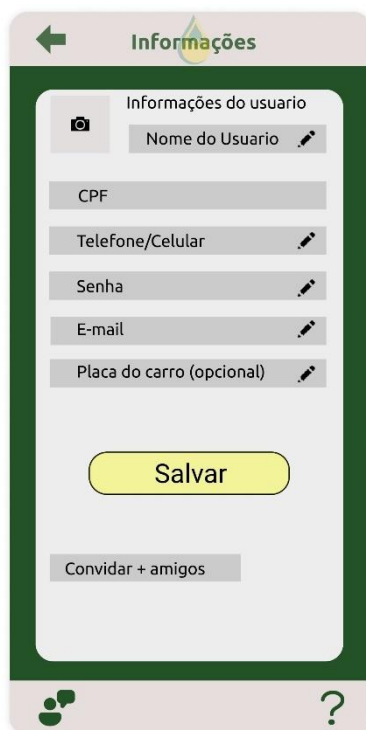 Informações
Informações do usuario
Nome do Usuario
CPF
Telefone/Celular
Senha
E-mail
Placa do carro (opcional)
Salvar
Convidar + amigos
?